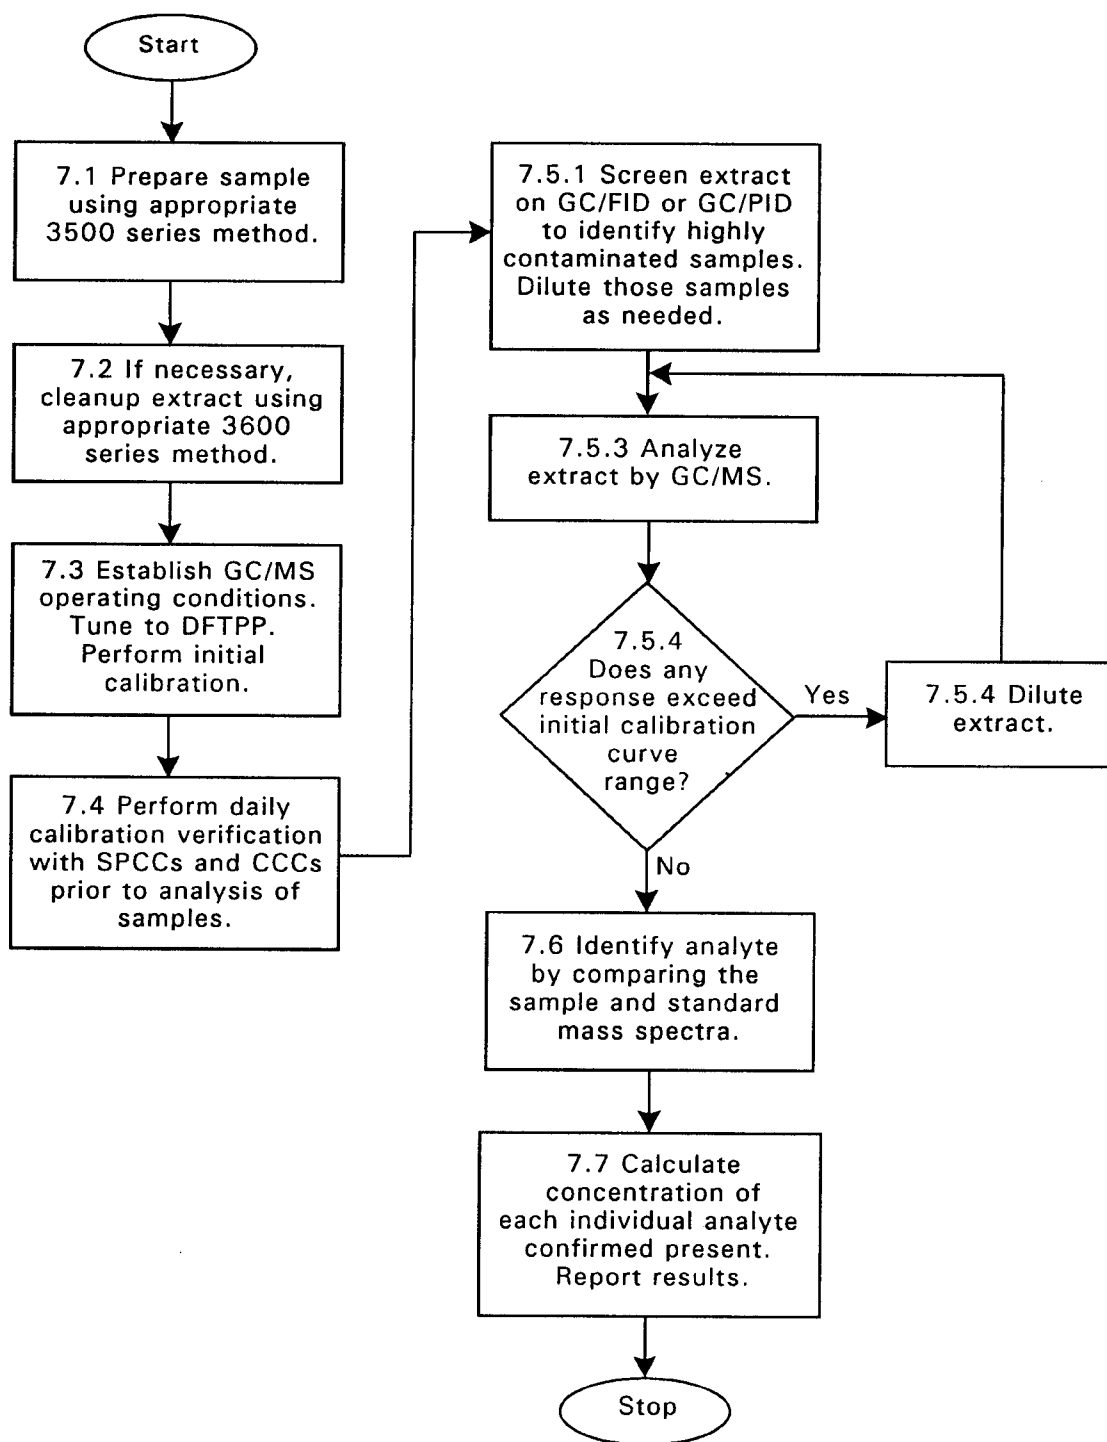 Start
7.1 Prepare sample
using appropriate
3500 series method.
7.2 If necessary,
cleanup extract using
appropriate 3600
series method.
7.3 Establish GC/MS
operating conditions.
Tune to DFTPP.
Perform initial
calibration.
7.4 Perform daily
calibration verification
with SPCCs and CCCs
prior to analysis of
samples.
7.5.1 Screen extract
on GC/FID or GC/PID
to identify highly
contaminated samples.
Dilute those samples
as needed.
7.5.3 Analyze
extract by GC/MS.
7.5.4
Does any
response exceed
initial calibration
curve
range?
Yes
7.5.4 Dilute
extract.
No
7.6 Identify analyte
by comparing the
sample and standard
mass spectra.
7.7 Calculate
concentration of
each individual analyte
confirmed present.
Report results.
Stop